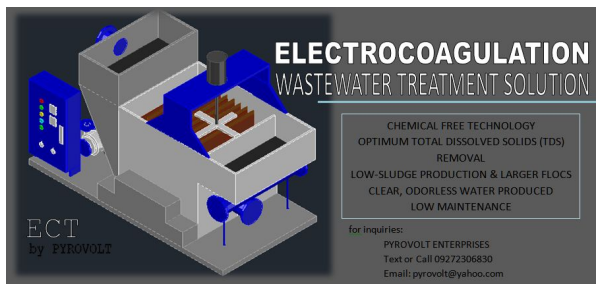 ELECTROCOAGULATION
WASTEWATER TREATMENT SOLUTION
CHEMICAL FREE TECHNOLOGY
OPTIMUM TOTAL DISSOLVED SOLIDS (TDS)
REMOVAL
LOW-SLUDGE PRODUCTION & LARGER FLOCS
CLEAR, ODORLESS WATER PRODUCED
LOW MAINTENANCE
ECT
by PYROVOLT
for inquiries:
PYROVOLT ENTERPRISES
Text or Call 09272306830
Email: pyrovolt@yahoo.com